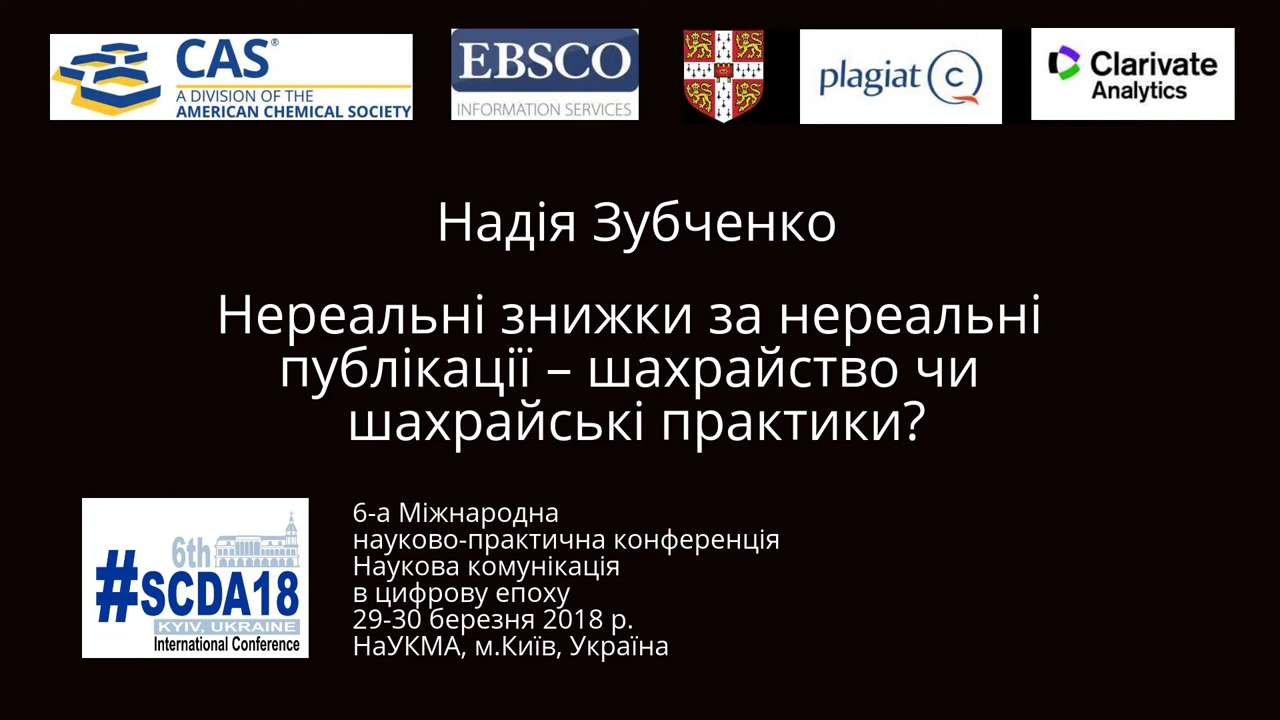 CAS®
A DIVISION OF THE
AMERICAN CHEMICAL SOCIETY
EBSCO
INFORMATION SERVICES
plagiat c
Clarivate
Analytics
Надія Зубченко
Нереальні знижки за нереальні
публікації – шахрайство чи
шахрайські практики?
6th
#SCDA18
KYIV, UKRAINE
International Conference
6-а Міжнародна
науково-практична конференція
Наукова комунікація
в цифрову епоху
29-30 березня 2018 р.
НаУКМА, м.Київ, Україна